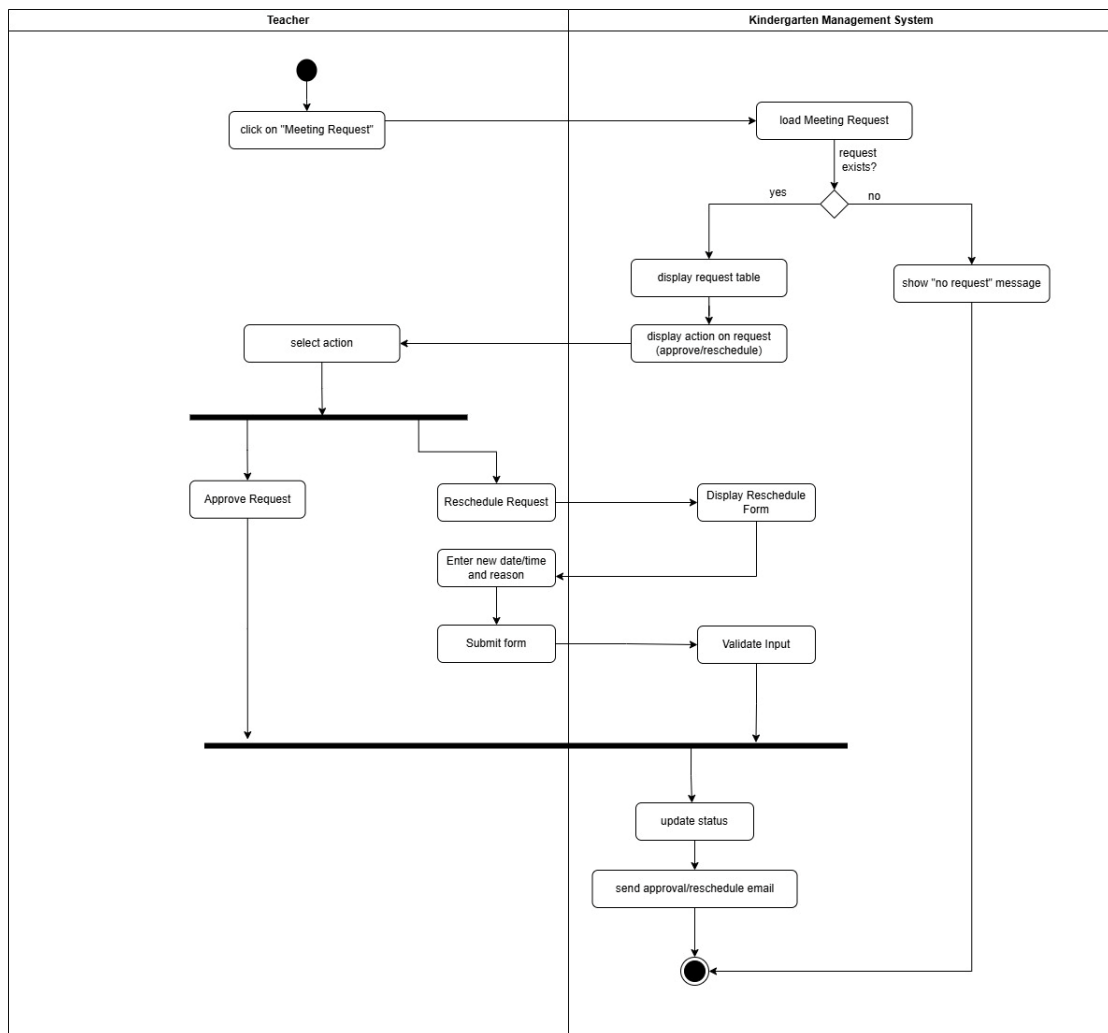 Teacher
Kindergarten Management System
click on "Meeting Request"
load Meeting Request
request
exists?
yes
no
display request table
show "no request" message
select action
display action on request
(approve/reschedule)
Approve Request
Reschedule Request
Display Reschedule
Form
Enter new date/time
and reason
Submit form
Validate Input
update status
send approval/reschedule email